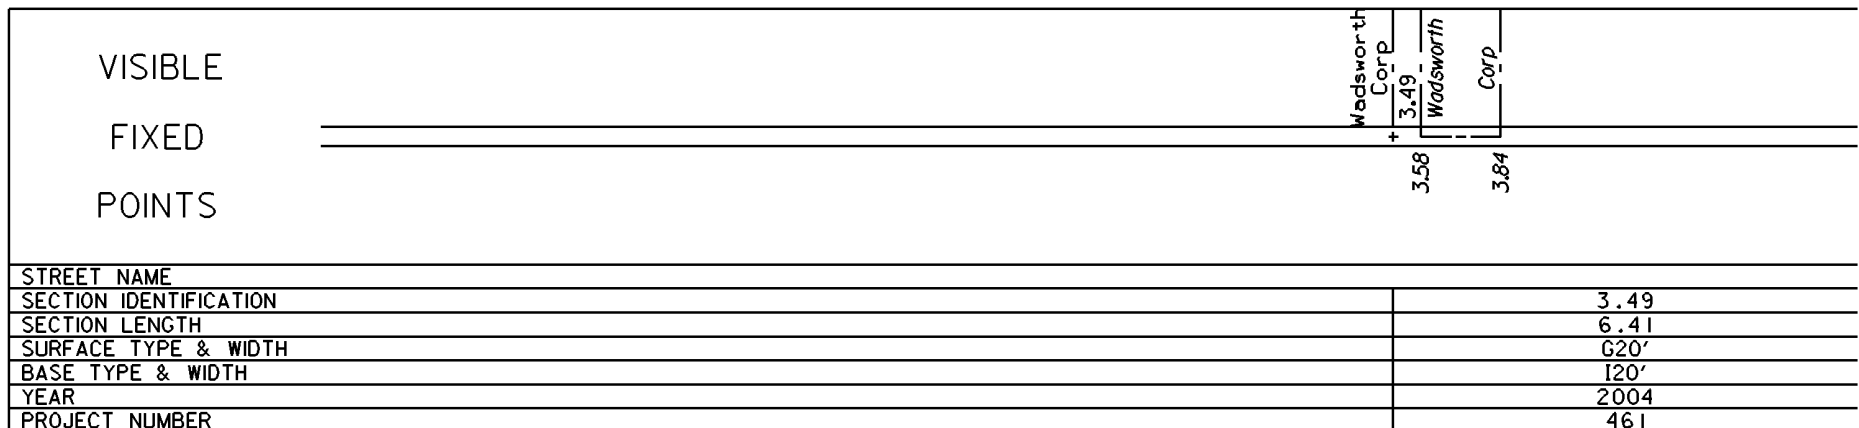 VISIBLE
FIXED
POINTS
Wadsworth
Corp
3.49
Wadsworth
Corp
3.58
3.84
STREET NAME
SECTION IDENTIFICATION 3.49
SECTION LENGTH 6.41
SURFACE TYPE & WIDTH G20'
BASE TYPE & WIDTH I20'
YEAR 2004
PROJECT NUMBER 461